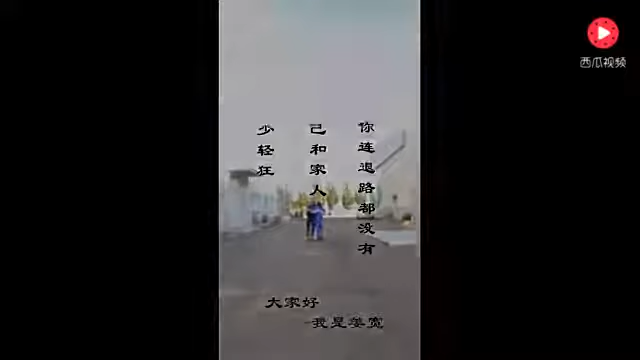 你连退路都没有
己和家人
少轻狂
大家好
-我是姜宽
西瓜视频